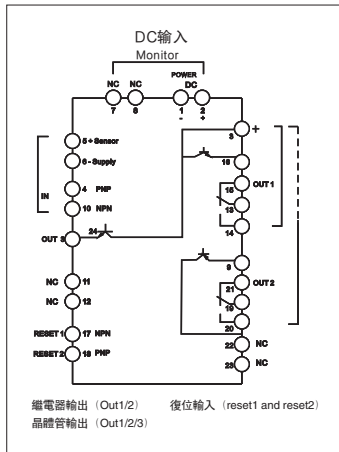 DC输入
Monitor
NC NC POWER DC
7 8 1 2
- +
5 + Sensor
6 - Supply
IN
4 PNP
10 NPN
OUT 3 24
NC 11
NC 12
RESET 1 17 NPN
RESET 2 18 PNP
3 +
16
15 OUT 1
13
14
9
21 OUT 2
19
20
22 NC
23 NC
繼電器輸出（Out1/2） 復位輸入（reset1 and reset2）
晶體管輸出（Out1/2/3）